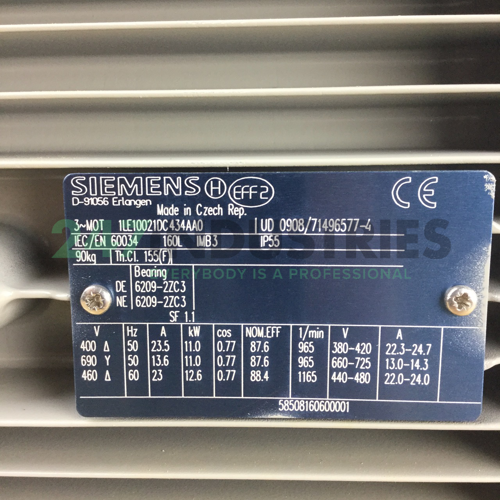 SIEMENS H EFF2 CE
D-91056 Erlangen
Made in Czech Rep.
3~MOT 1LE10021DC434AA0 UD 0908/71496577-4
IEC/EN 60034 160L IMB3 IP55
90kg Th.Cl. 155(F)
Bearing
DE 6209-2ZC3
NE 6209-2ZC3
SF 1.1
V Hz A kW cos NOM.EFF 1/min V A
400 Δ 50 23.5 11.0 0.77 87.6 965 380-420 22.3-24.7
690 Y 50 13.6 11.0 0.77 87.6 965 660-725 13.0-14.3
460 Δ 60 23 12.6 0.77 88.4 1165 440-480 22.0-24.0
58508160600001
24 INDUSTRIES
EVERYBODY IS A PROJECT